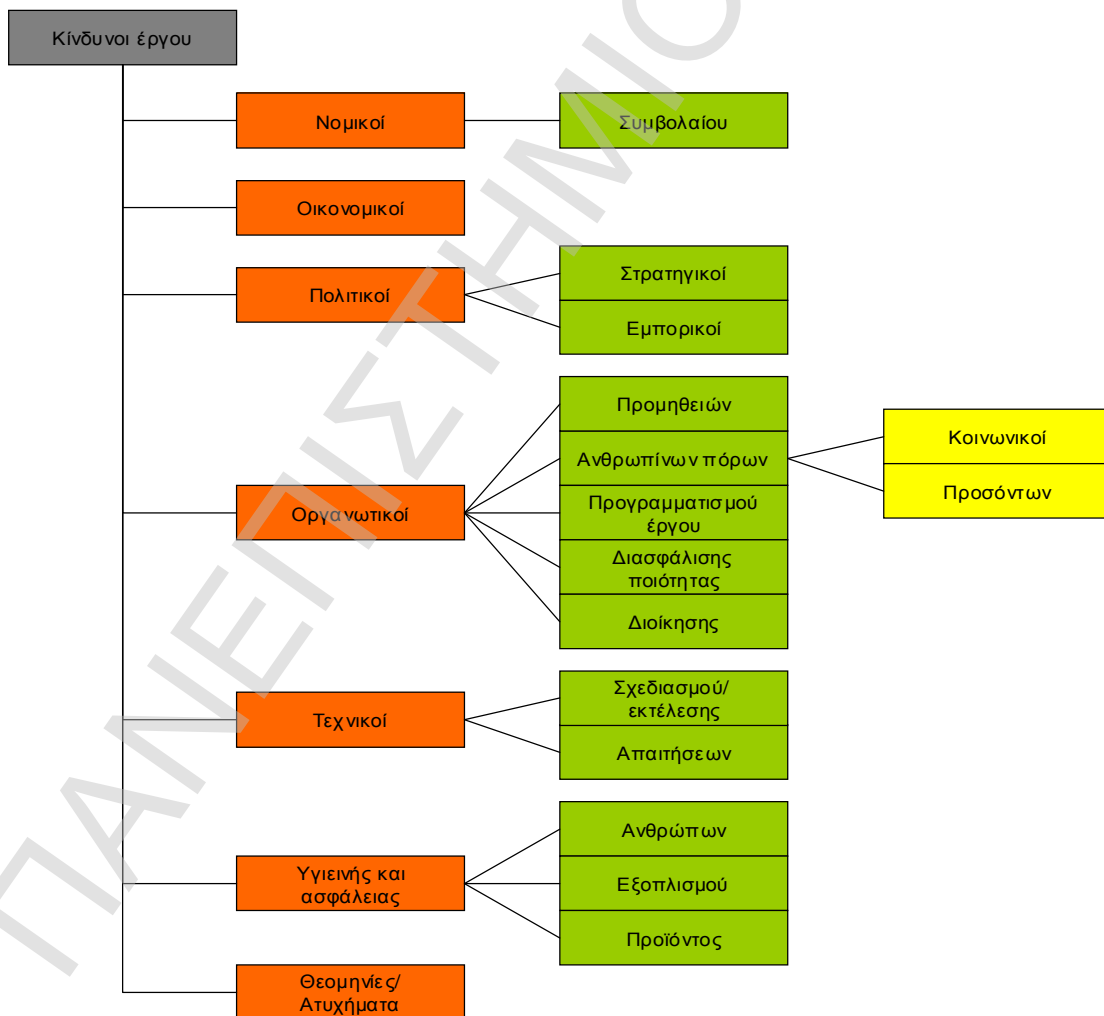 Κίνδυνοι έργου
Νομικοί
Συμβολαίου
Οικονομικοί
Πολιτικοί
Στρατηγικοί
Εμπορικοί
Οργανωτικοί
Προμηθειών
Ανθρωπίνων πόρων
Κοινωνικοί
Προσόντων
Προγραμματισμού
έργου
Διασφάλισης
ποιότητας
Διοίκησης
Τεχνικοί
Σχεδιασμού/
εκτέλεσης
Απαιτήσεων
Υγιεινής και
ασφάλειας
Ανθρώπων
Εξοπλισμού
Προϊόντος
Θεομηνίες/
Ατυχήματα
ΠΑΝΕΠΙΣΤΗΜΙΟ